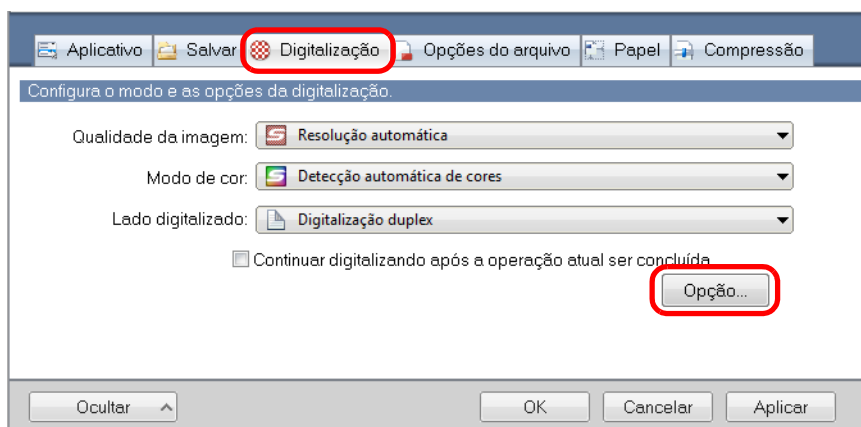 Aplicativo Salvar Digitalização Opções do arquivo Papel Compressão
Configura o modo e as opções da digitalização.
Qualidade da imagem: Resolução automática
Modo de cor: Detecção automática de cores
Lado digitalizado: Digitalização duplex
Continuar digitalizando após a operação atual ser concluída
Opção...
Ocultar OK Cancelar Aplicar